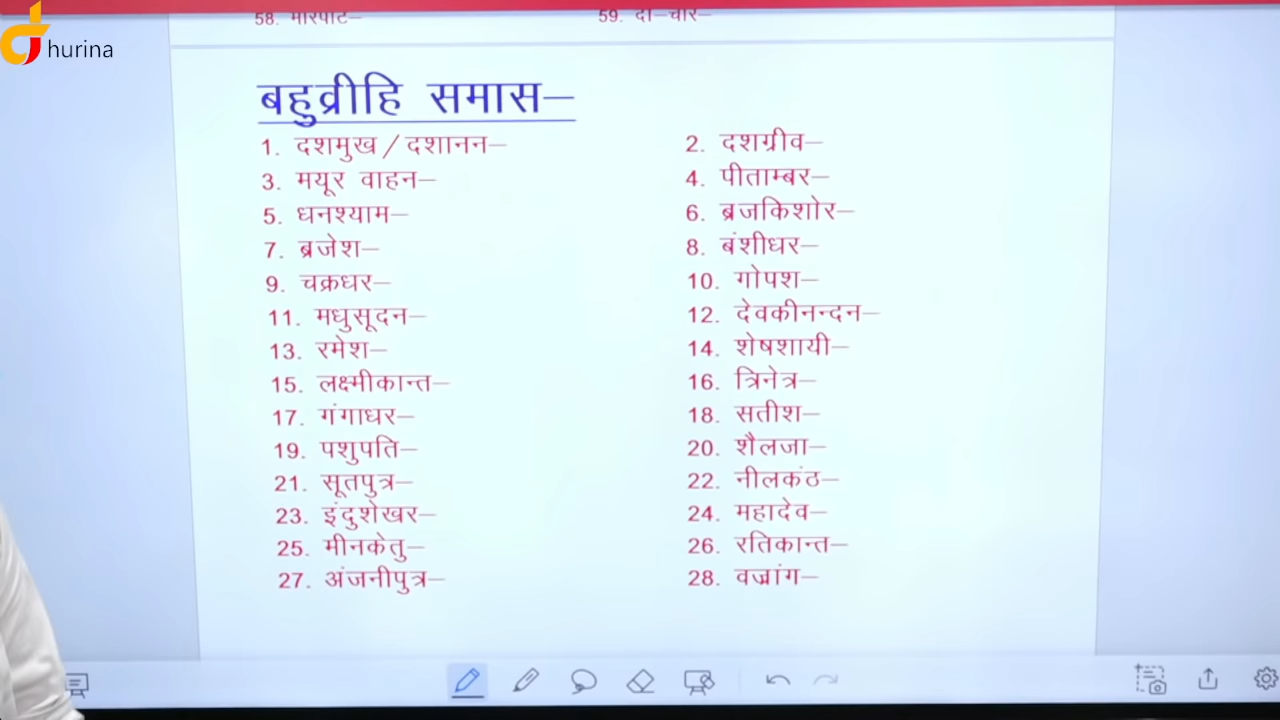 hurina
58. मारपीट– 59. दो–चार–
बहुव्रीहि समास–
1. दशमुख / दशानन– 2. दशग्रीव–
3. मयूर वाहन– 4. पीताम्बर–
5. धनश्याम– 6. ब्रजकिशोर–
7. ब्रजेश– 8. बंशीधर–
9. चक्रधर– 10. गोपश–
11. मधुसूदन– 12. देवकीनन्दन–
13. रमेश– 14. शेषशायी–
15. लक्ष्मीकान्त– 16. त्रिनेत्र–
17. गंगाधर– 18. सतीश–
19. पशुपति– 20. शैलजा–
21. सूतपुत्र– 22. नीलकंठ–
23. इंदुशेखर– 24. महादेव–
25. मीनकेतु– 26. रतिकान्त–
27. अंजनीपुत्र– 28. वज्रांग–